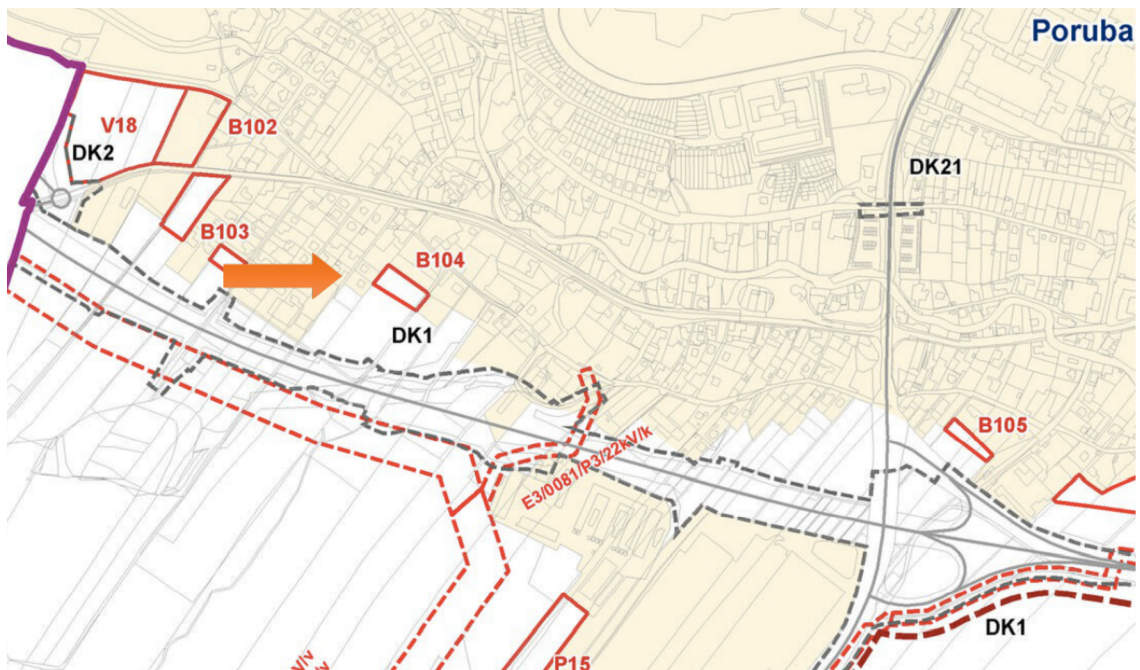 Poruba
V18
B102
DK2
DK21
B103
B104
DK1
B105
E3/0081/P3/22kV/k
DK1
P15